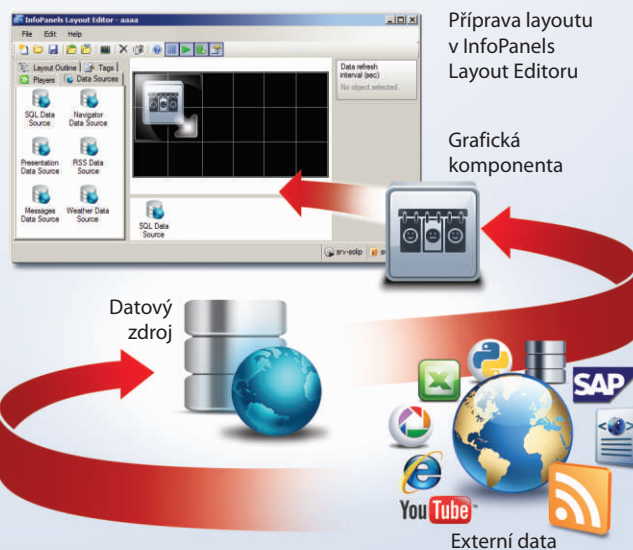 InfoPanels Layout Editor - aaaa
File Edit Help
Layout Outline Tags
Players Data Sources
SQL Data Source
Navigator Data Source
Presentation Data Source
RSS Data Source
Messages Data Source
Weather Data Source
SQL Data Source
Data refresh interval (sec)
No object selected.
srv-solip
Příprava layoutu
v InfoPanels
Layout Editoru
Grafická
komponenta
Datový
zdroj
SAP
YouTube
Externí data